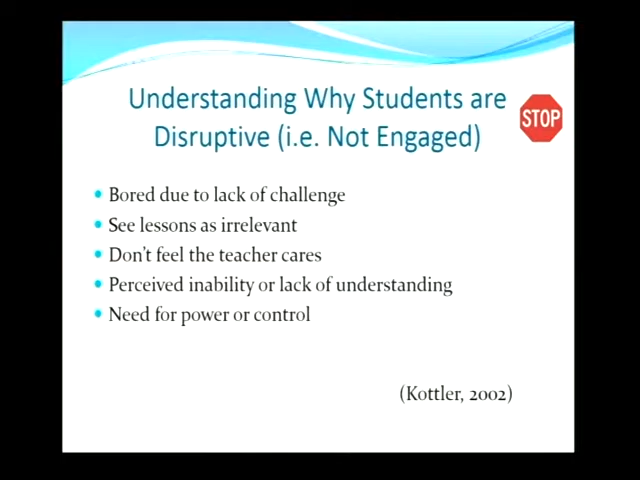 Understanding Why Students are
Disruptive (i.e. Not Engaged)
STOP
Bored due to lack of challenge
See lessons as irrelevant
Don't feel the teacher cares
Perceived inability or lack of understanding
Need for power or control
(Kottler, 2002)